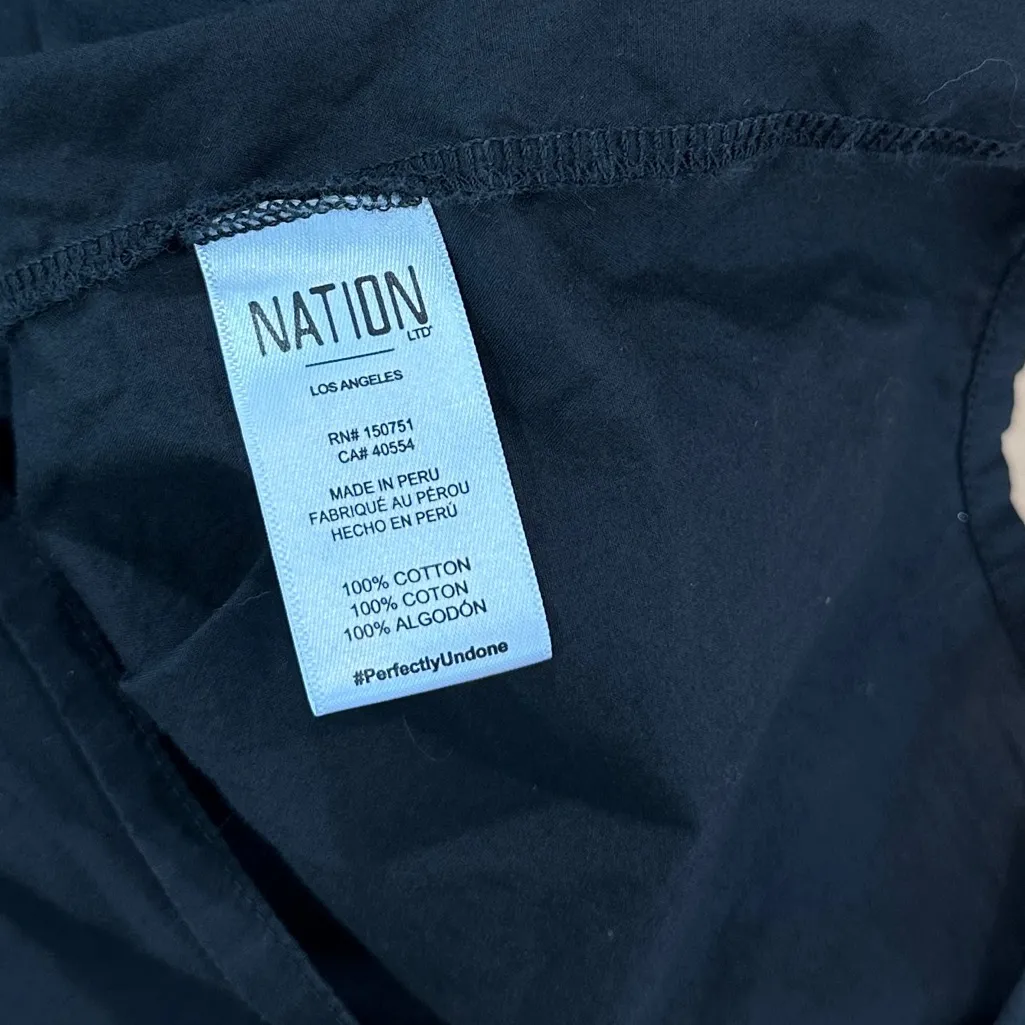 NATION
LTD
LOS ANGELES
RN# 150751
CA# 40554
MADE IN PERU
FABRIQUÉ AU PÉROU
HECHO EN PERÚ
100% COTTON
100% COTON
100% ALGODÓN
#PerfectlyUndone